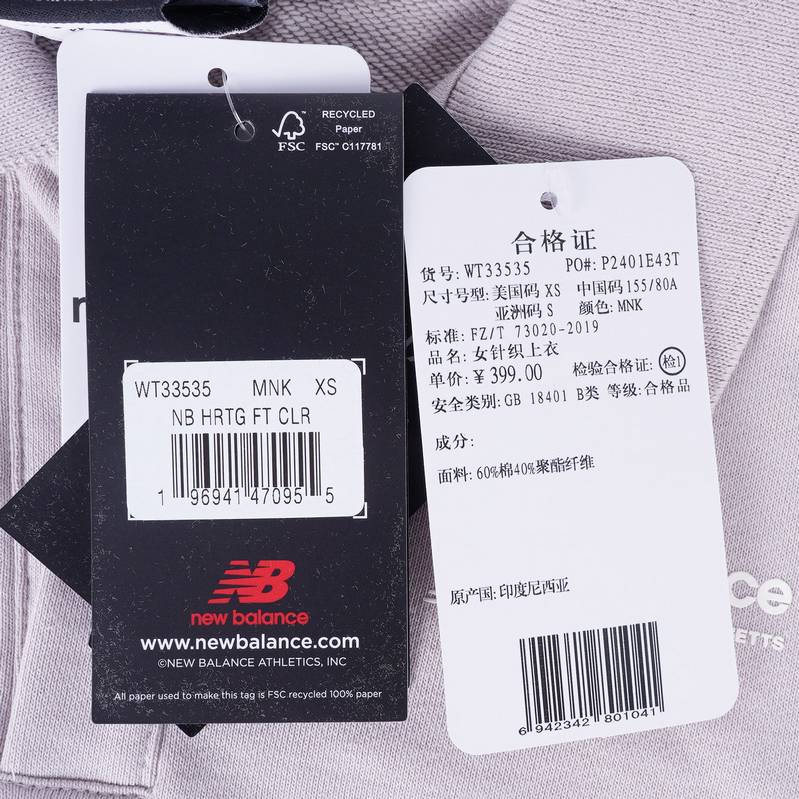 FSC
RECYCLED
Paper
FSC™ C117781
WT33535 MNK XS
NB HRTG FT CLR
1 96941 47095 5
NB
new balance
www.newbalance.com
©NEW BALANCE ATHLETICS, INC
All paper used to make this tag is FSC recycled 100% paper
合格证
货号: WT33535 PO#: P2401E43T
尺寸号型: 美国码 XS 中国码 155/80A
亚洲码 S 颜色: MNK
标准: FZ/T 73020-2019
品名: 女针织上衣
单价: ¥ 399.00 检验合格证: 检1
安全类别: GB 18401 B类 等级: 合格品
成分:
面料: 60%棉40%聚酯纤维
原产国: 印度尼西亚
6 942342 801041
nce
ETTS